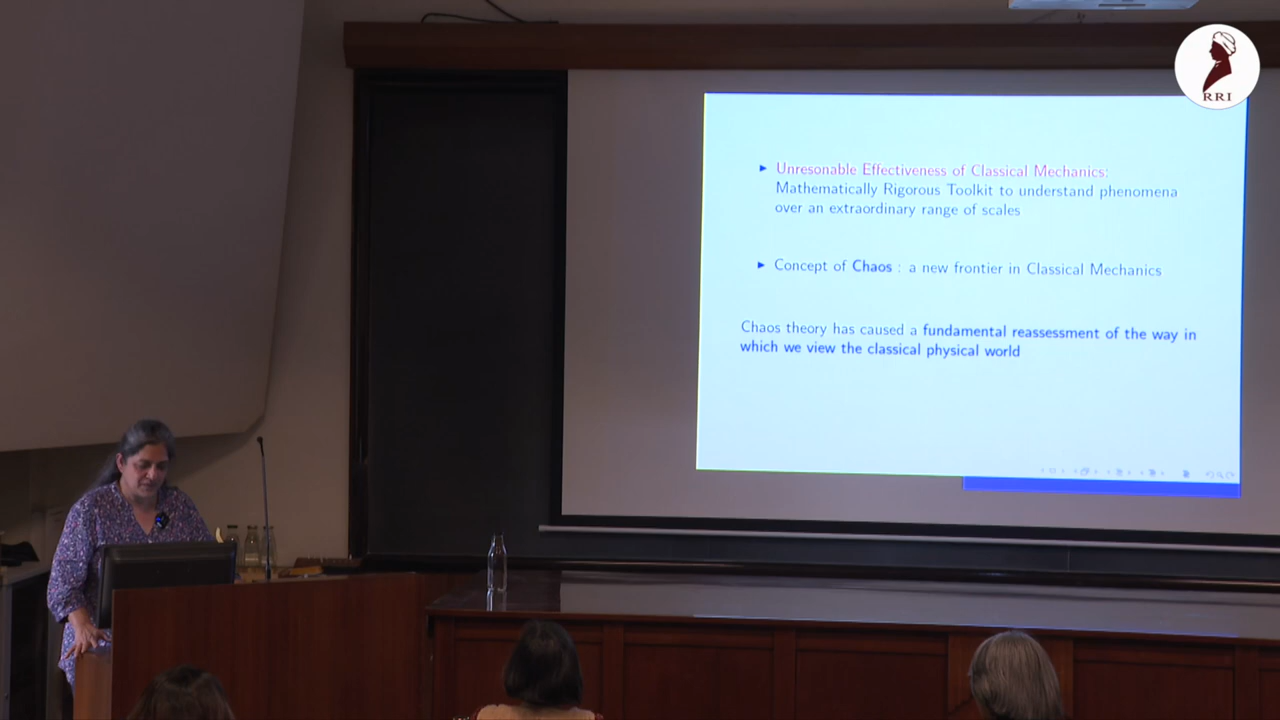 RRI
► Unresonable Effectiveness of Classical Mechanics:
Mathematically Rigorous Toolkit to understand phenomena
over an extraordinary range of scales
► Concept of Chaos : a new frontier in Classical Mechanics
Chaos theory has caused a fundamental reassessment of the way in
which we view the classical physical world